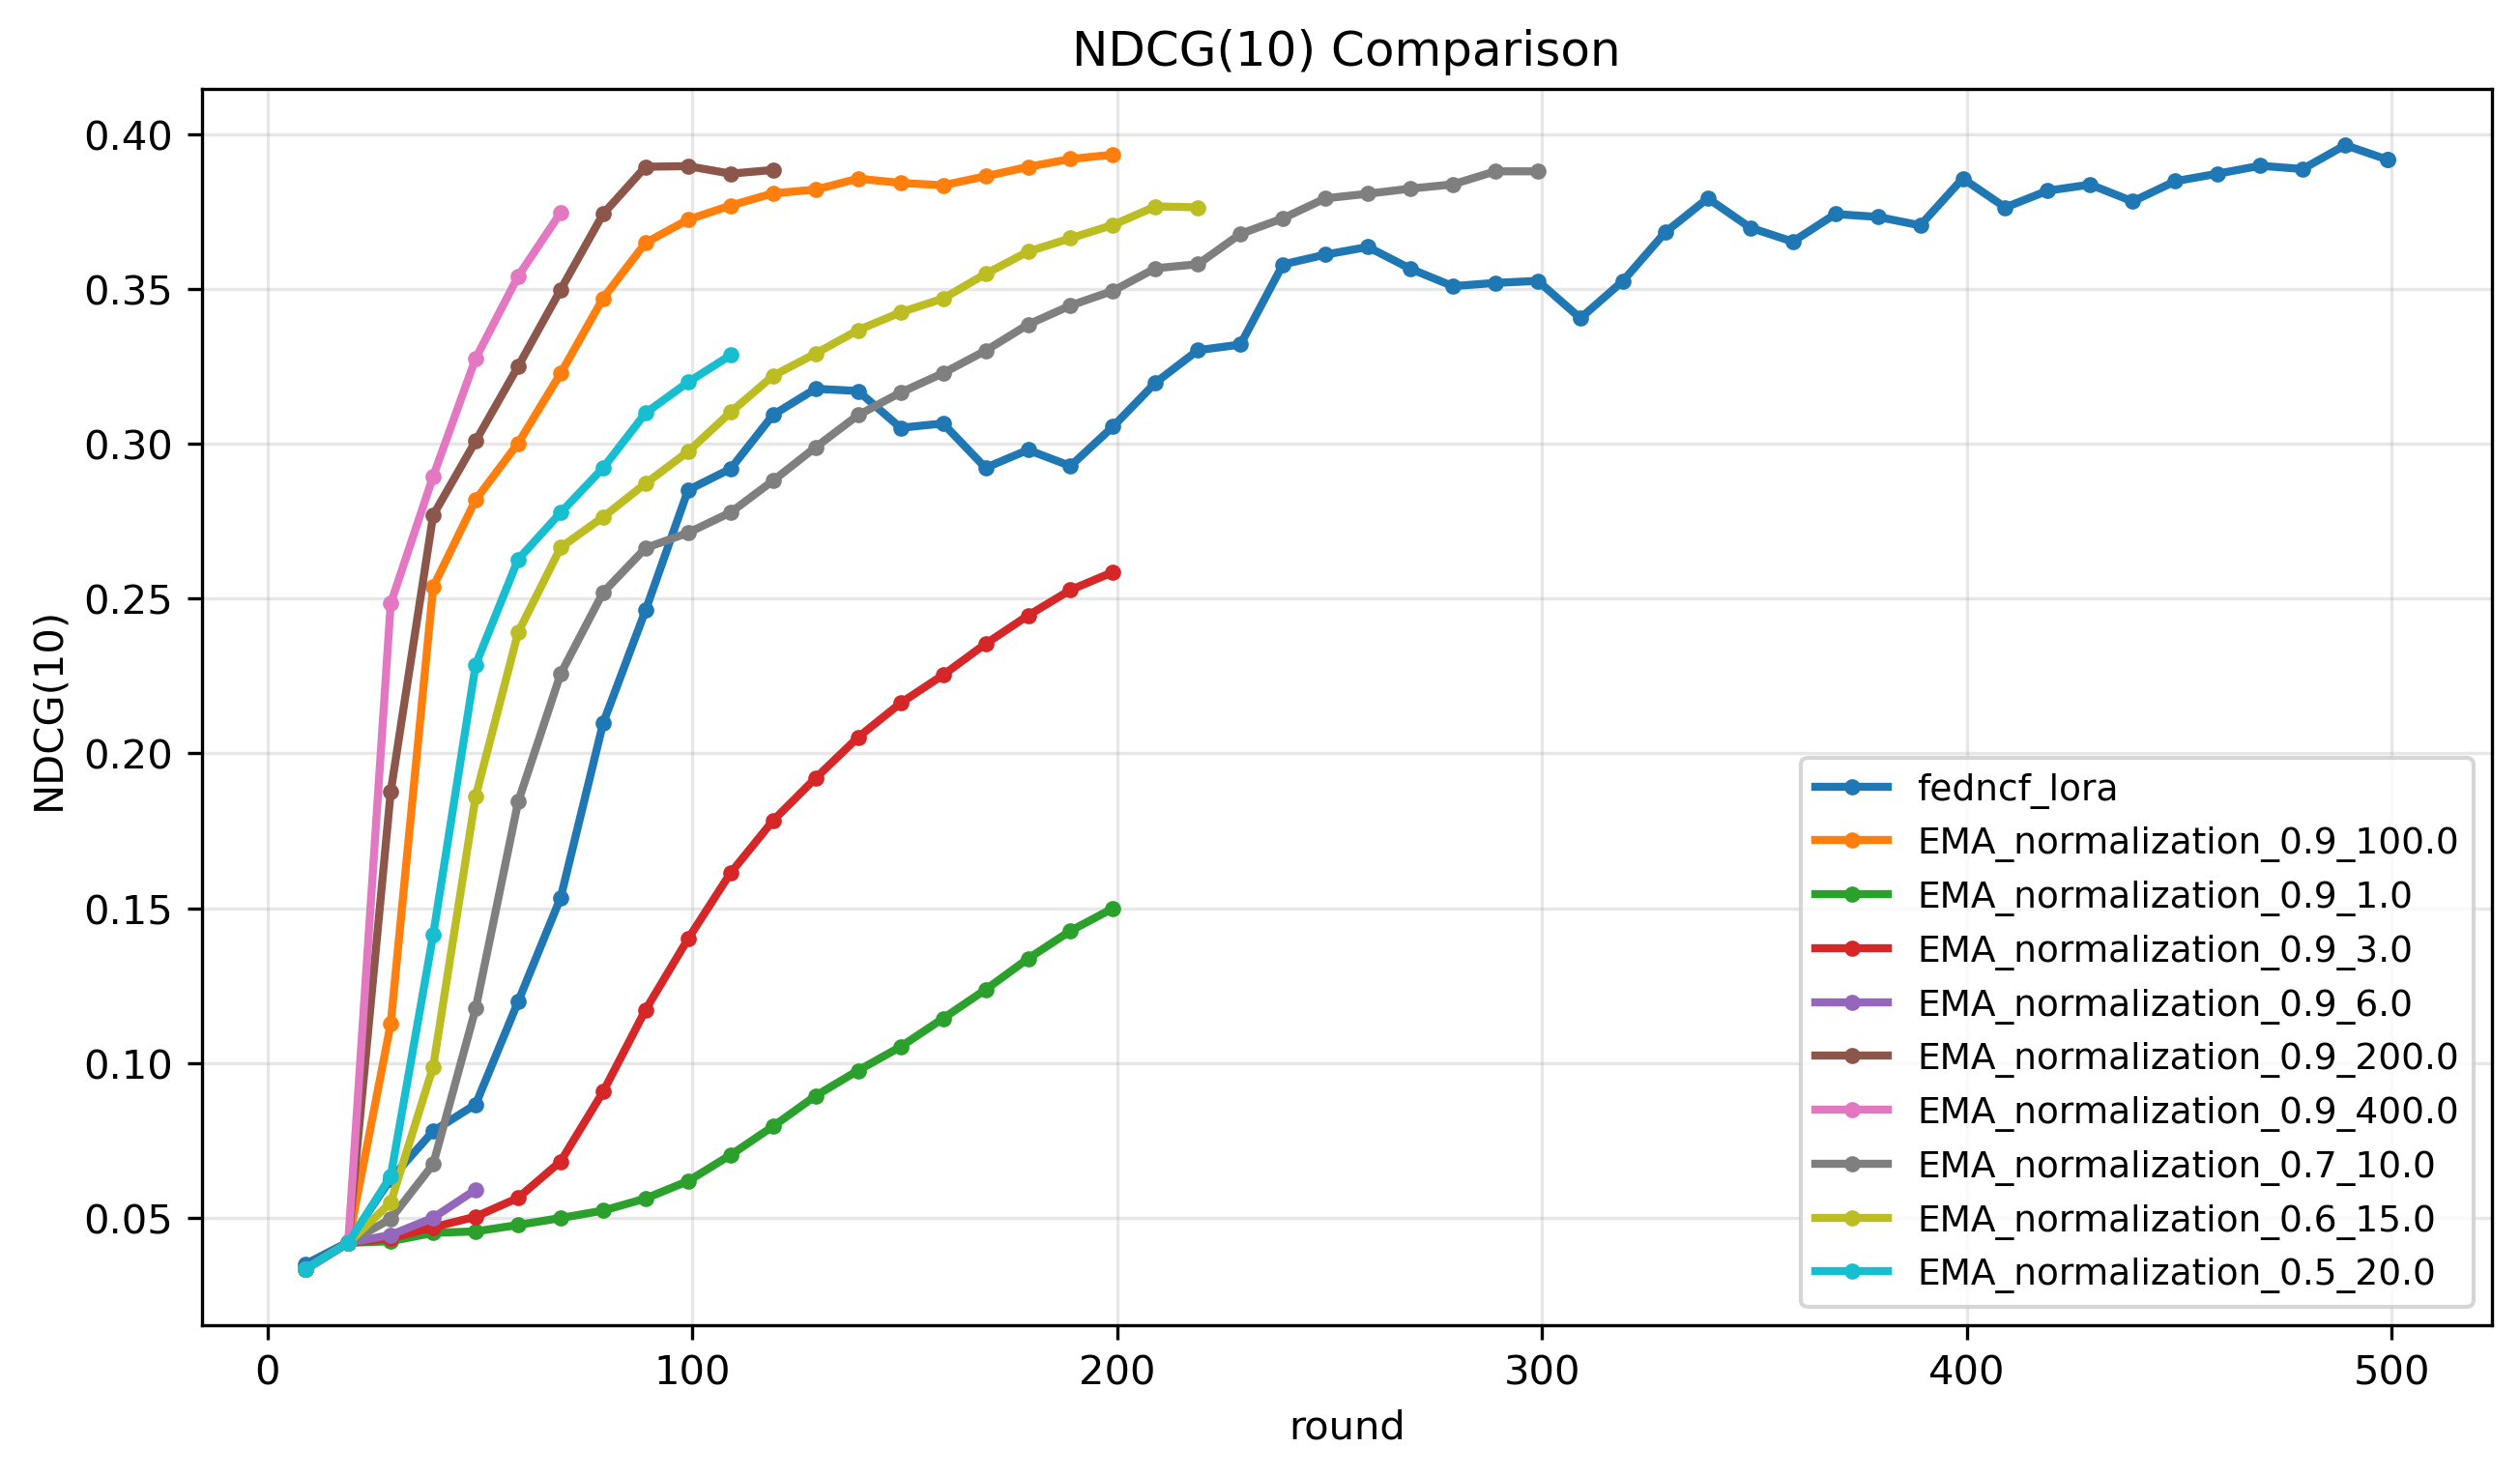 NDCG(10) Comparison
NDCG(10)
0.40
0.35
0.30
0.25
0.20
0.15
0.10
0.05
0
100
200
300
400
500
round
fedncf_lora
EMA_normalization_0.9_100.0
EMA_normalization_0.9_1.0
EMA_normalization_0.9_3.0
EMA_normalization_0.9_6.0
EMA_normalization_0.9_200.0
EMA_normalization_0.9_400.0
EMA_normalization_0.7_10.0
EMA_normalization_0.6_15.0
EMA_normalization_0.5_20.0